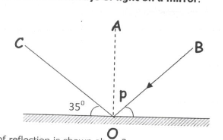 of light on a mirror.
A
C
B
35°
P
O
of reflection is shown